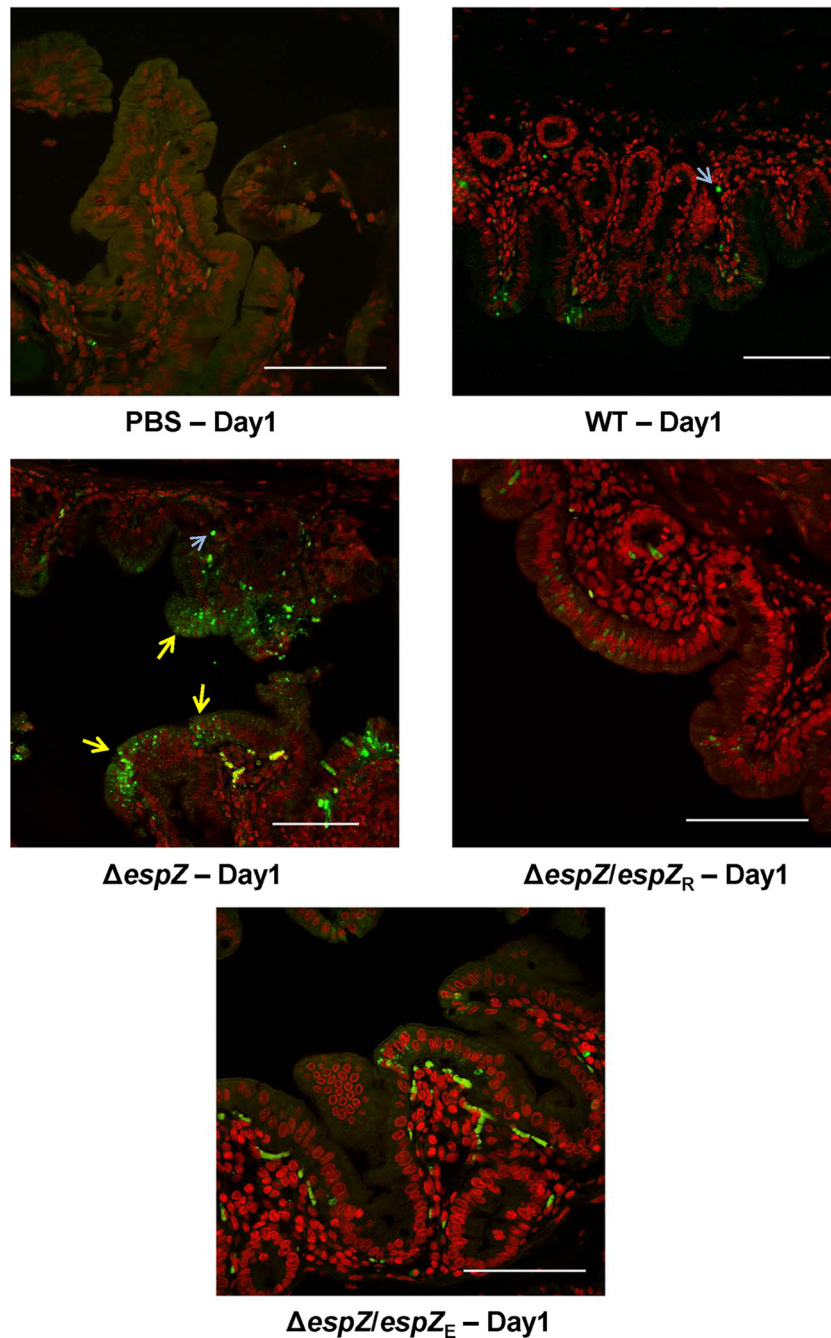 PBS – Day1
WT – Day1
ΔespZ – Day1
ΔespZ/espZR – Day1
ΔespZ/espZE – Day1